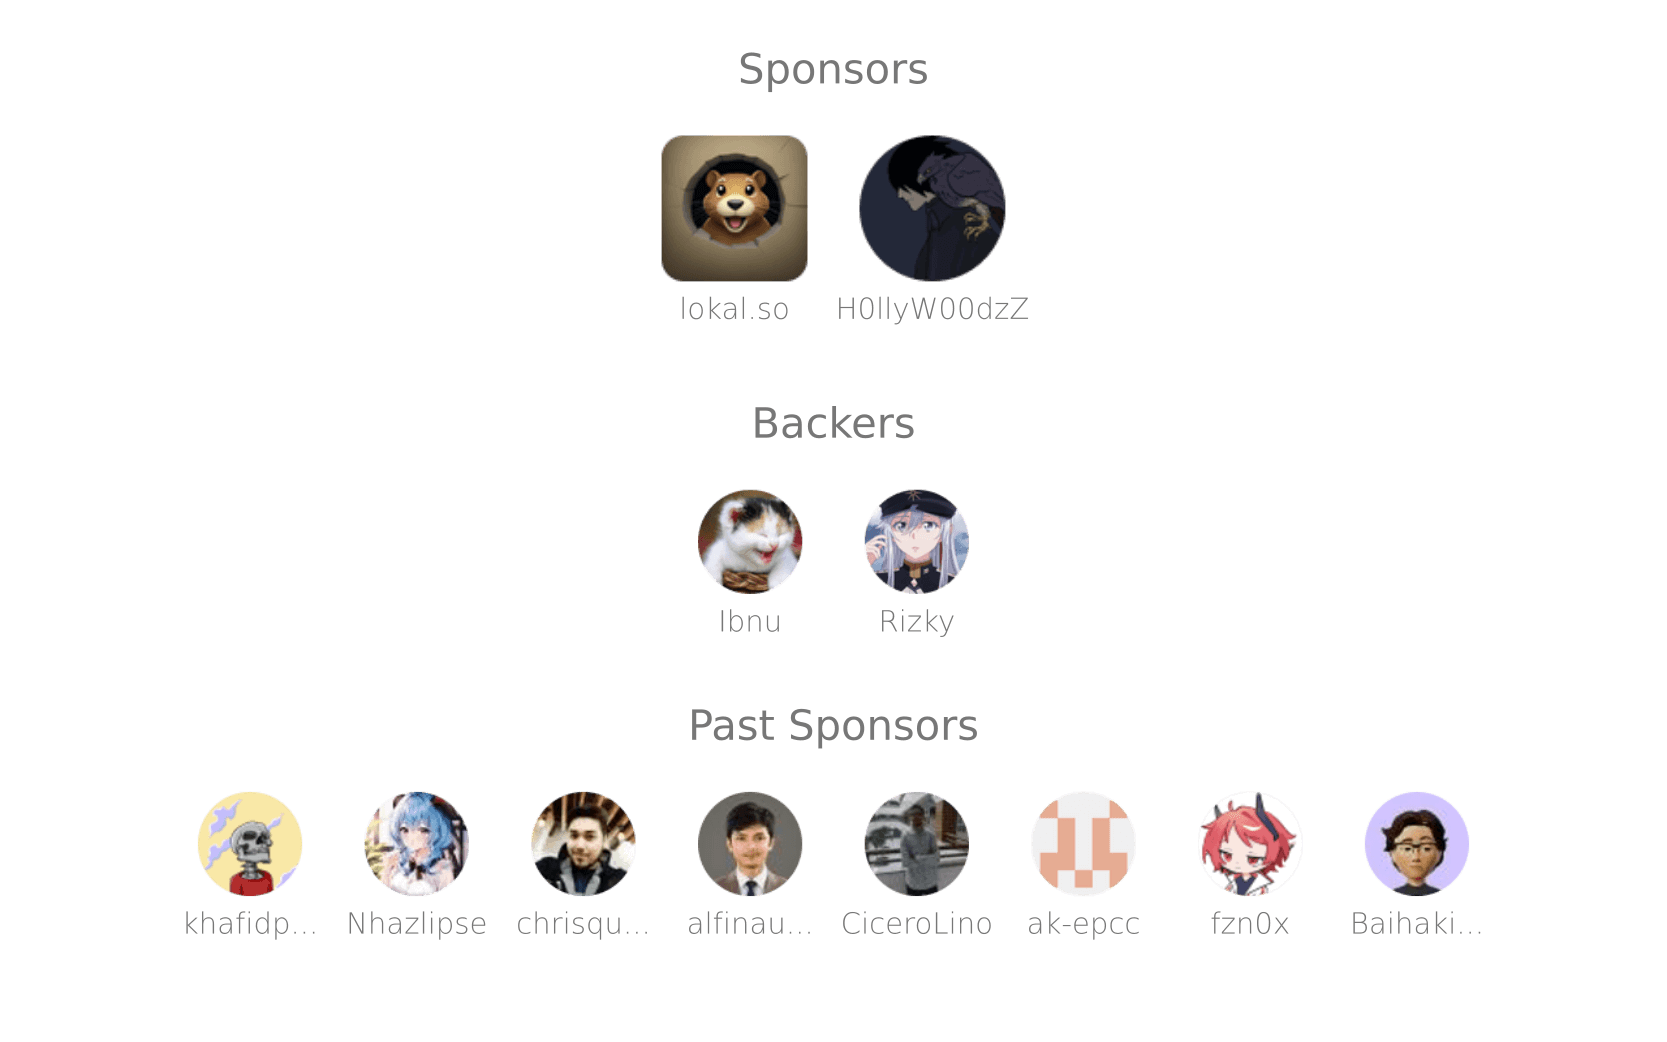 Sponsors
lokal.so H0llyW00dzZ
Backers
Ibnu Rizky
Past Sponsors
khafidp... Nhazlipse chrisqu... alfinau... CiceroLino ak-epcc fzn0x Baihaki...